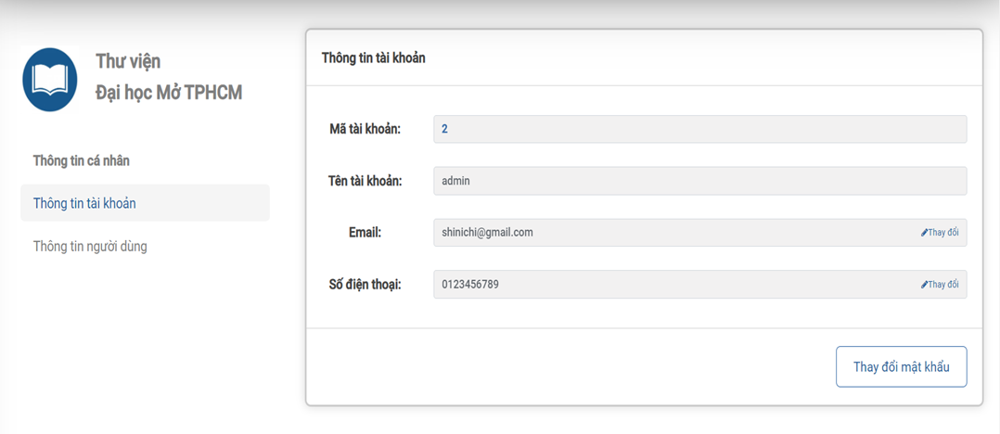 Thư viện
Đại học Mở TPHCM
Thông tin cá nhân
Thông tin tài khoản
Thông tin người dùng
Thông tin tài khoản
Mã tài khoản: 2
Tên tài khoản: admin
Email: shinichi@gmail.com Thay đổi
Số điện thoại: 0123456789 Thay đổi
Thay đổi mật khẩu